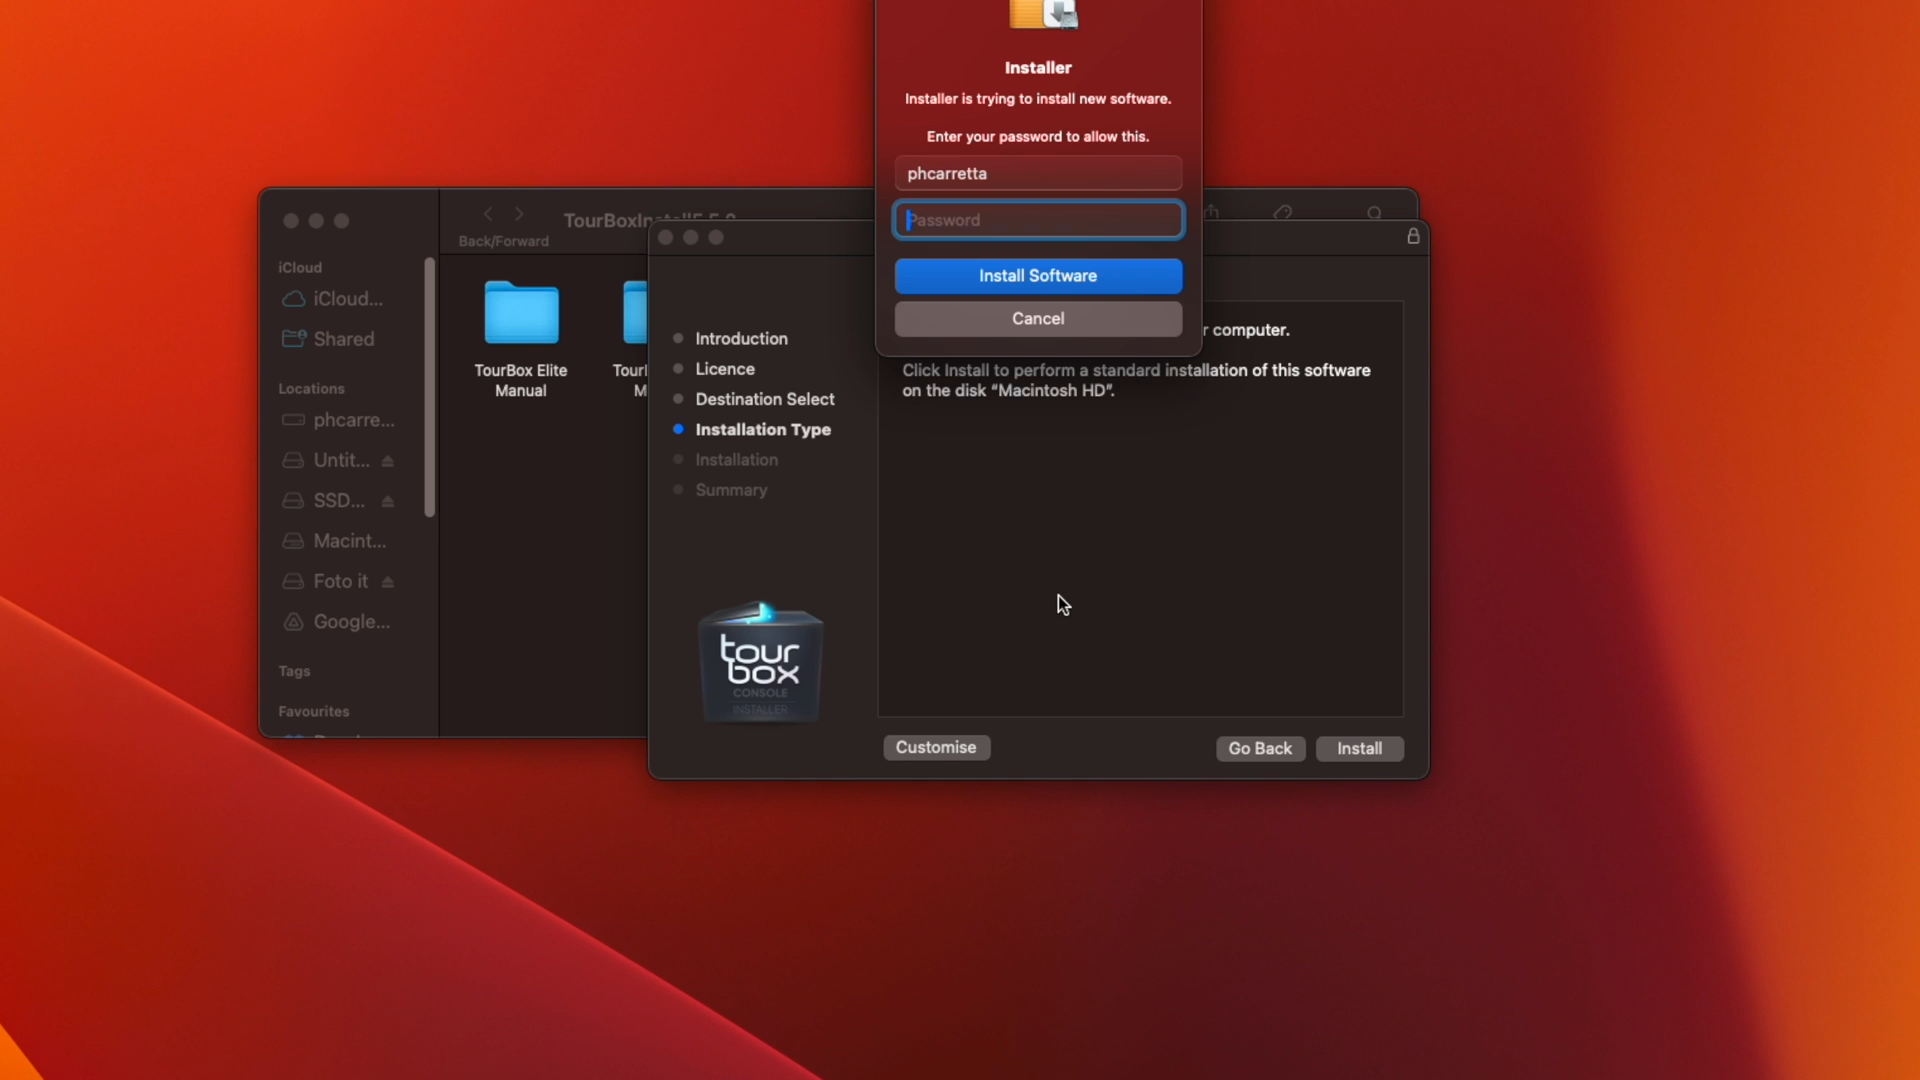 Installer
Installer is trying to install new software.
Enter your password to allow this.
phcarretta
Password
Install Software
Cancel
Back/Forward
iCloud
iCloud...
Shared
Locations
phcarre...
Untit...
SSD...
Macint...
Foto it
Google...
Tags
Favourites
TourBox Elite
Manual
Introduction
Licence
Destination Select
Installation Type
Installation
Summary
r computer.
Click Install to perform a standard installation of this software
on the disk “Macintosh HD”.
tour
box
CONSOLE
INSTALLER
Customise
Go Back
Install